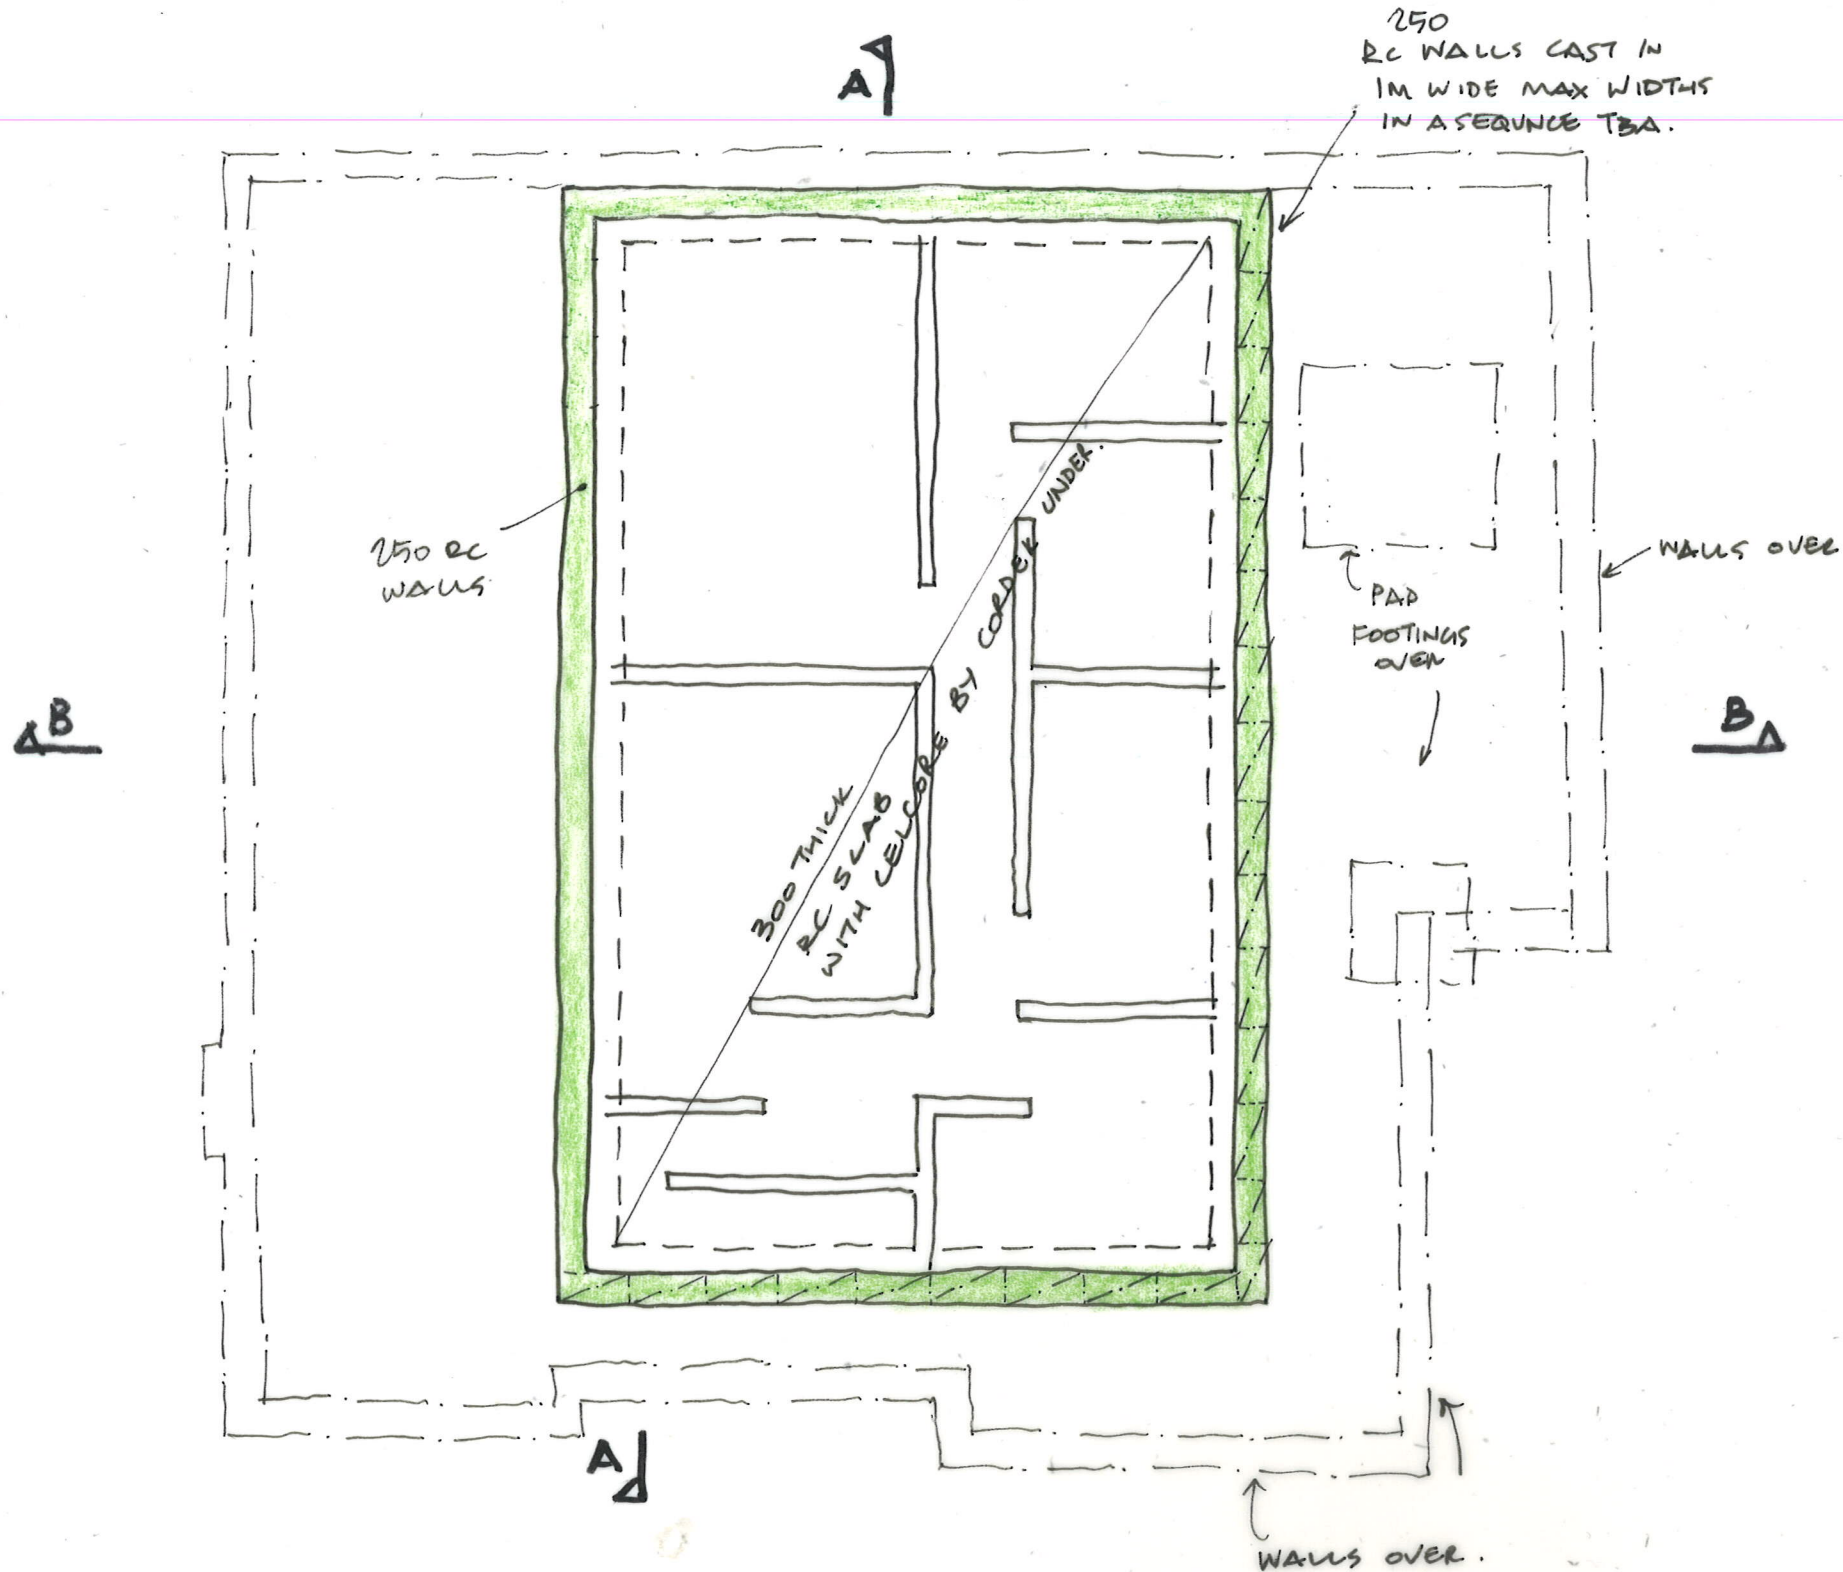 A
250
RC WALLS CAST IN
1M WIDE MAX WIDTHS
IN A SEQUNCE TBA.
250 RC
WALLS
WALLS OVER
PAD
FOOTINGS
OVER
B
B
300 THICK
RC SLAB
WITH CELCORE BY CORDEK UNDER.
A
WALLS OVER.